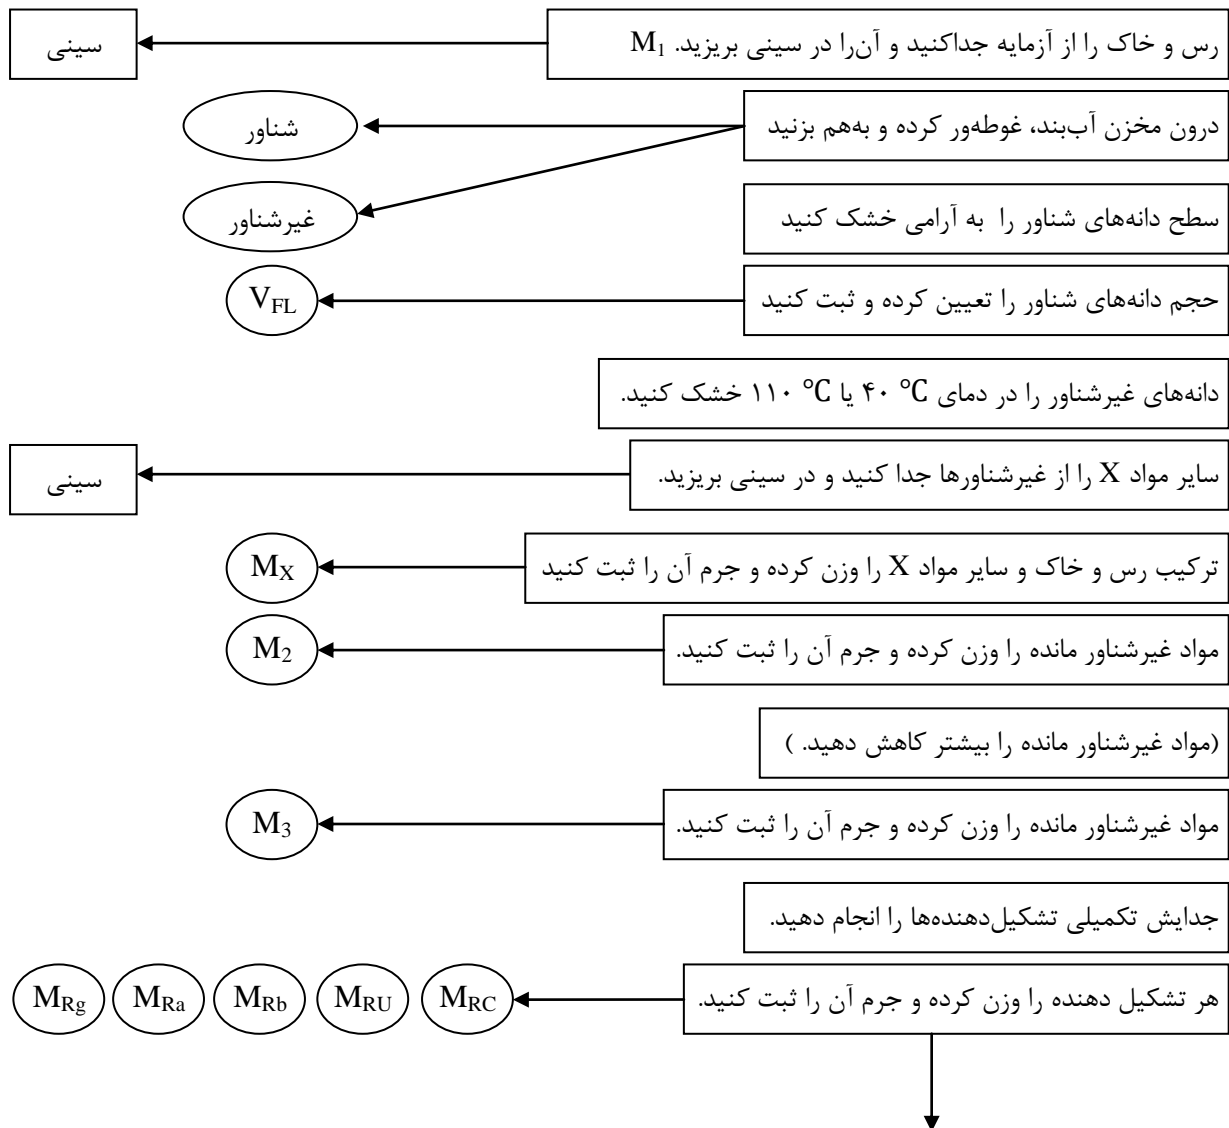 رس و خاک را از آزمایه جداکنید و آن‌را در سینی بریزید. M1
سینی
درون مخزن آب‌بند، غوطه‌ور کرده و به‌هم بزنید
شناور
غیرشناور
سطح دانه‌های شناور را به آرامی خشک کنید
حجم دانه‌های شناور را تعیین کرده و ثبت کنید
VFL
دانه‌های غیرشناور را در دمای ۴۰ °C یا ۱۱۰ °C خشک کنید.
سایر مواد X را از غیرشناورها جدا کنید و در سینی بریزید.
سینی
ترکیب رس و خاک و سایر مواد X را وزن کرده و جرم آن را ثبت کنید
MX
مواد غیرشناور مانده را وزن کرده و جرم آن را ثبت کنید.
M2
(مواد غیرشناور مانده را بیشتر کاهش دهید. )
مواد غیرشناور مانده را وزن کرده و جرم آن را ثبت کنید.
M3
جدایش تکمیلی تشکیل‌دهنده‌ها را انجام دهید.
هر تشکیل دهنده را وزن کرده و جرم آن را ثبت کنید.
MRC
MRU
MRb
MRa
MRg